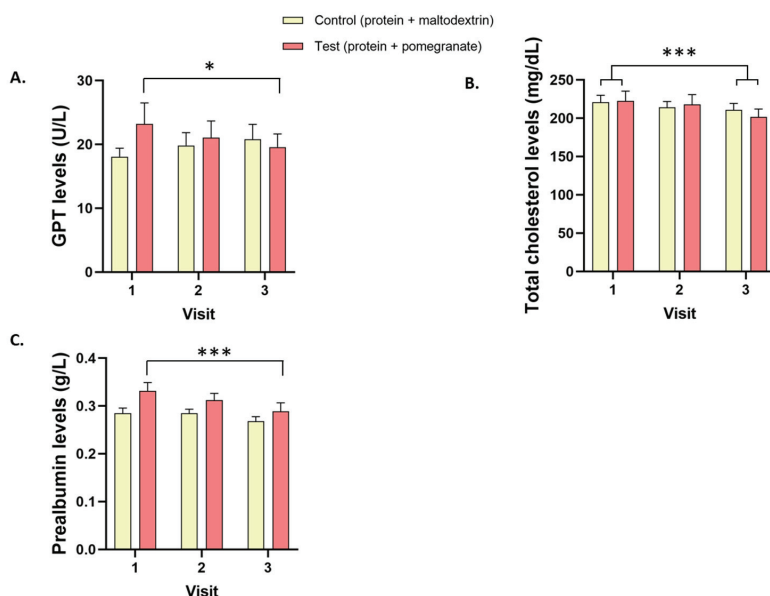 Control (protein + maltodextrin)
Test (protein + pomegranate)
A.
GPT levels (U/L)
30
20
10
0
*
1 2 3
Visit
B.
Total cholesterol levels (mg/dL)
250
200
150
100
50
0
***
1 2 3
Visit
C.
Prealbumin levels (g/L)
0.4
0.3
0.2
0.1
0.0
***
1 2 3
Visit